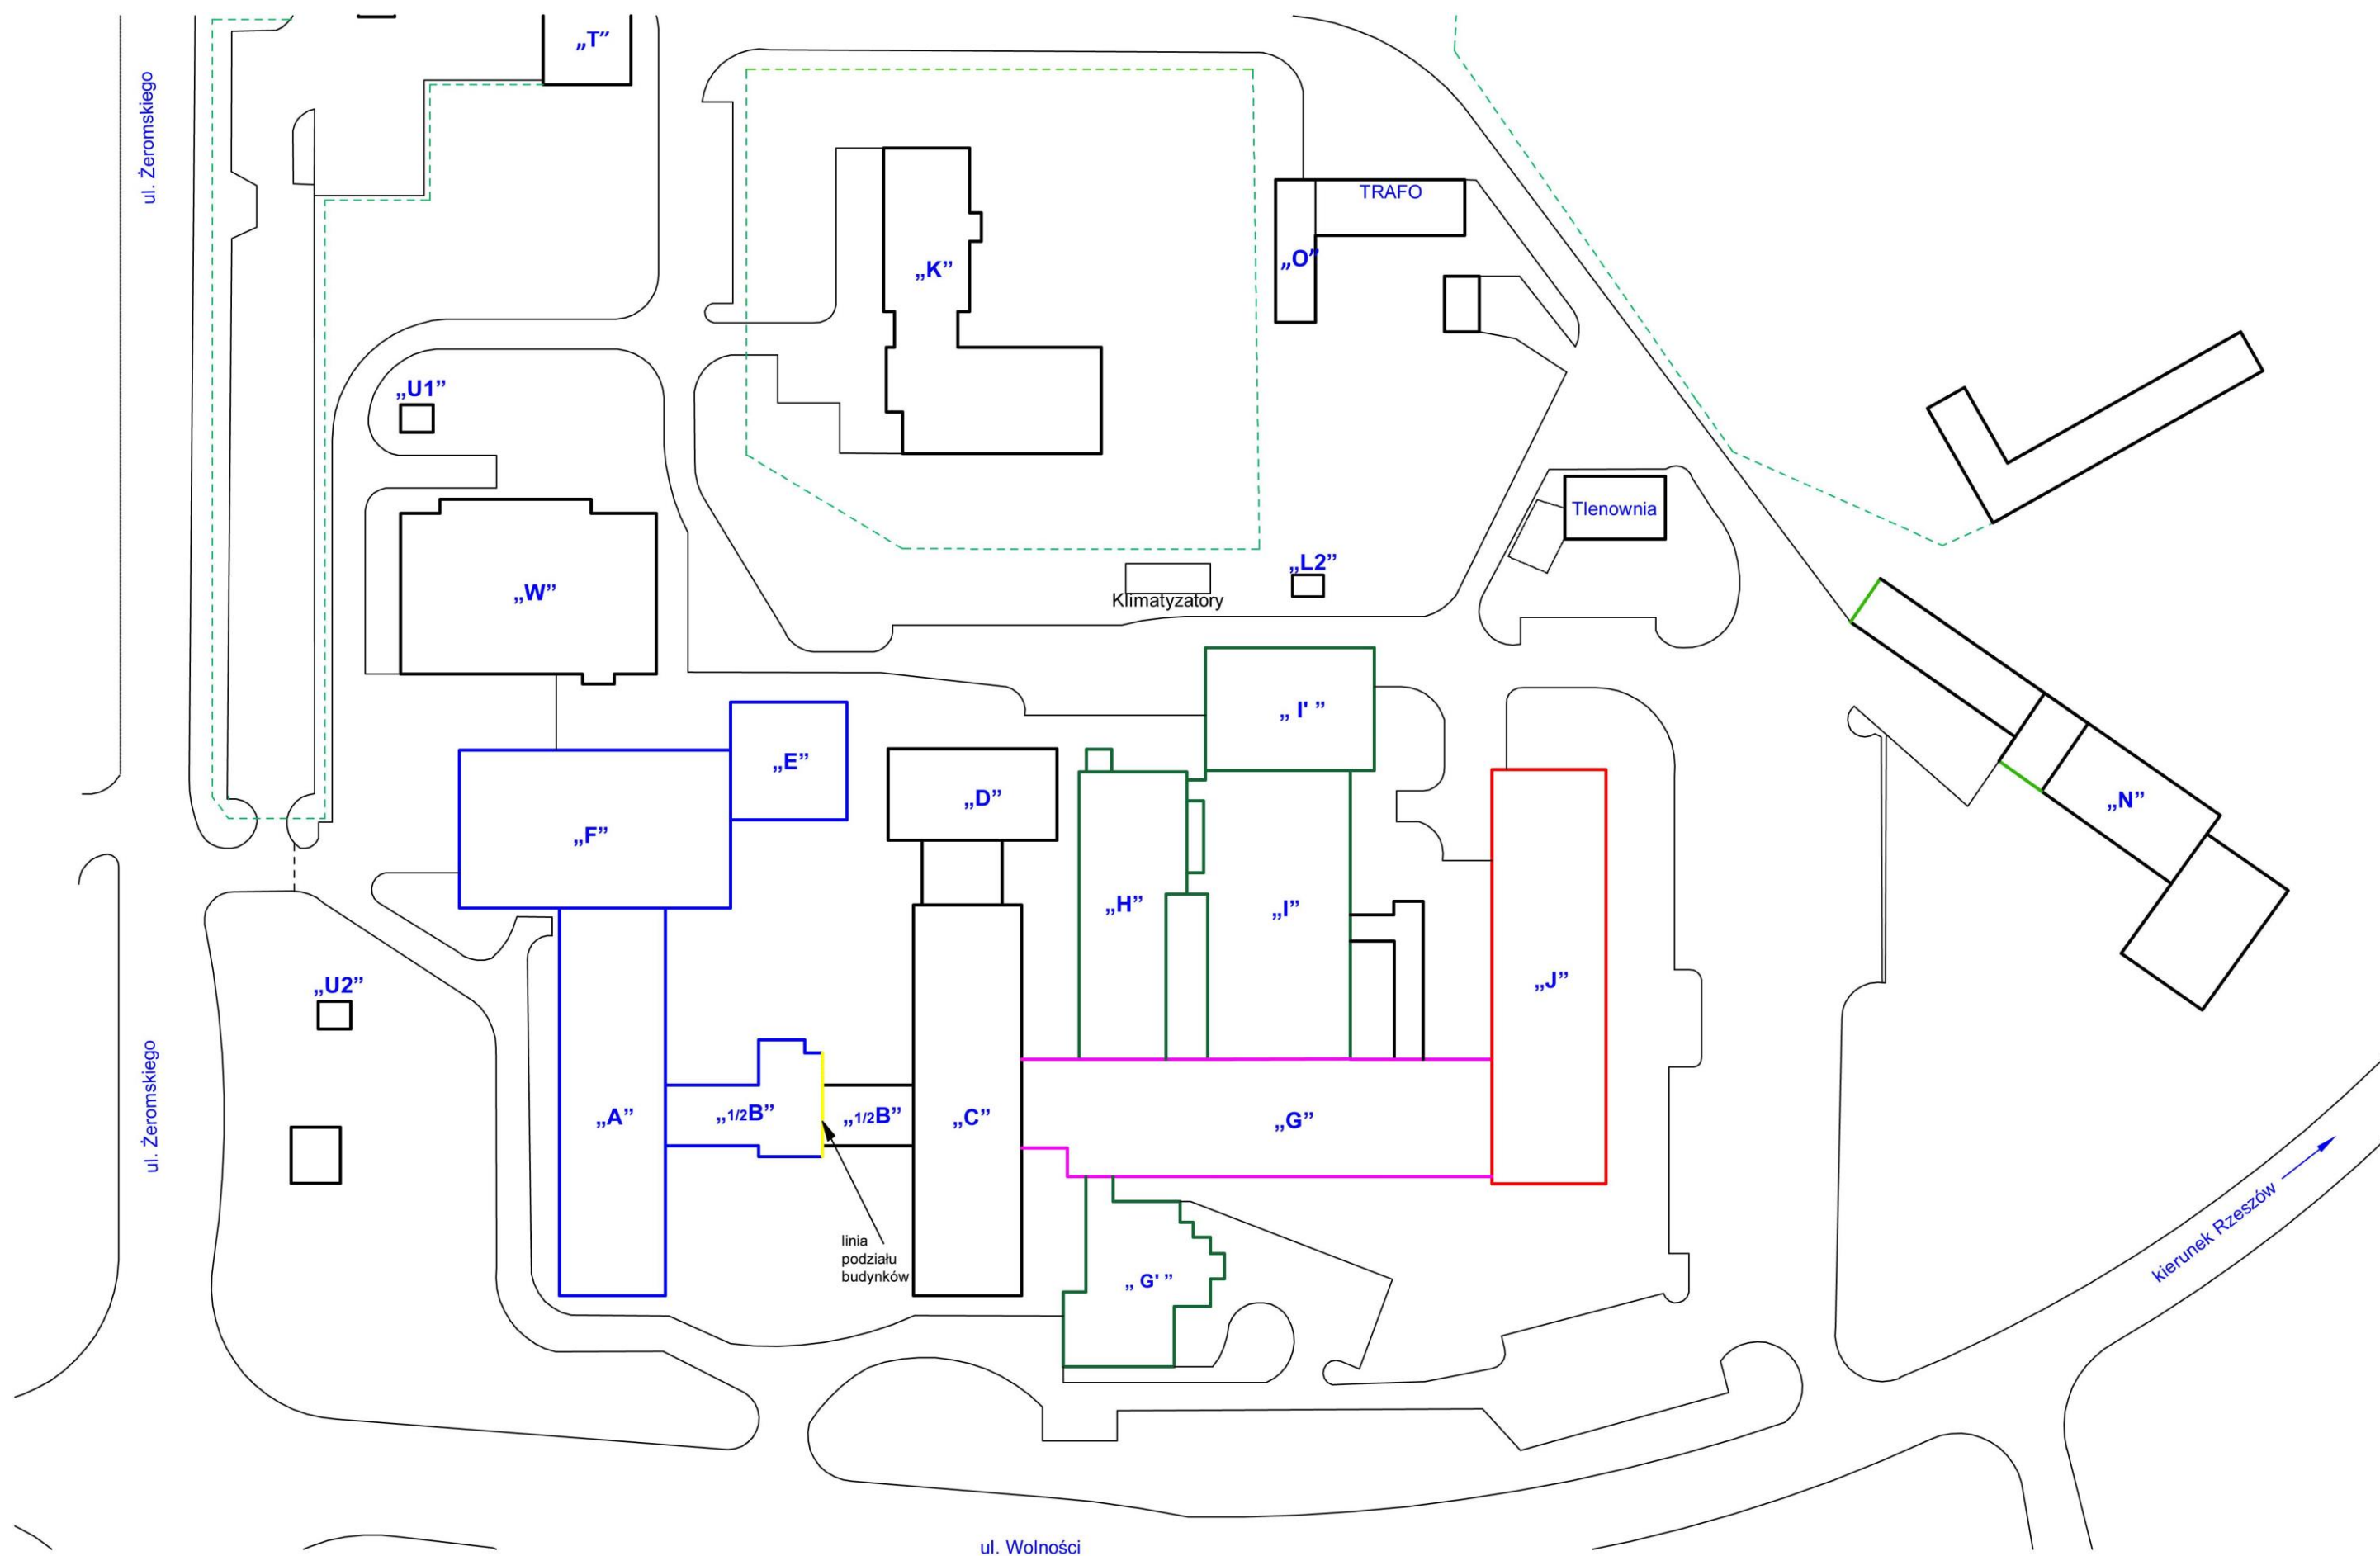 „T”
ul. Żeromskiego
TRAFO
„O”
„K”
„U1”
Tlenownia
„L2”
Klimatyzatory
„W”
„ I' ”
„E”
„D”
„N”
„F”
„H”
„I”
„J”
„U2”
ul. Żeromskiego
„A”
„1/2B”
„1/2B”
„C”
„G”
kierunek Rzeszów
linia
podziału
budynków
„ G' ”
ul. Wolności